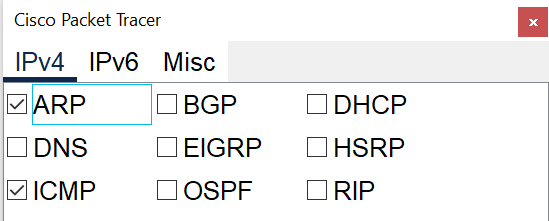 Cisco Packet Tracer
IPv4 IPv6 Misc
ARP BGP DHCP
DNS EIGRP HSRP
ICMP OSPF RIP